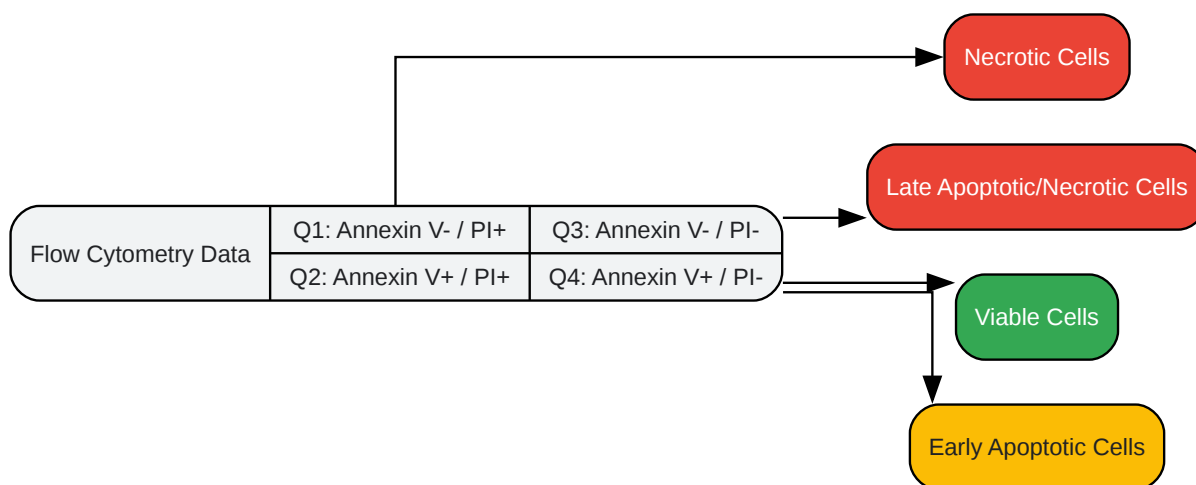 Necrotic Cells
Late Apoptotic/Necrotic Cells
Flow Cytometry Data
Q1: Annexin V- / PI+
Q3: Annexin V- / PI-
Q2: Annexin V+ / PI+
Q4: Annexin V+ / PI-
Viable Cells
Early Apoptotic Cells